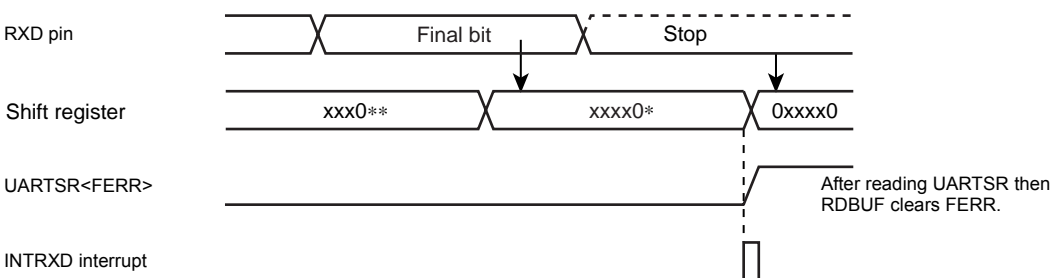 RXD pin
Final bit
Stop
Shift register
xxx0**
xxxx0*
0xxxx0
UARTSR<FERR>
After reading UARTSR then
RDBUF clears FERR.
INTRXD interrupt